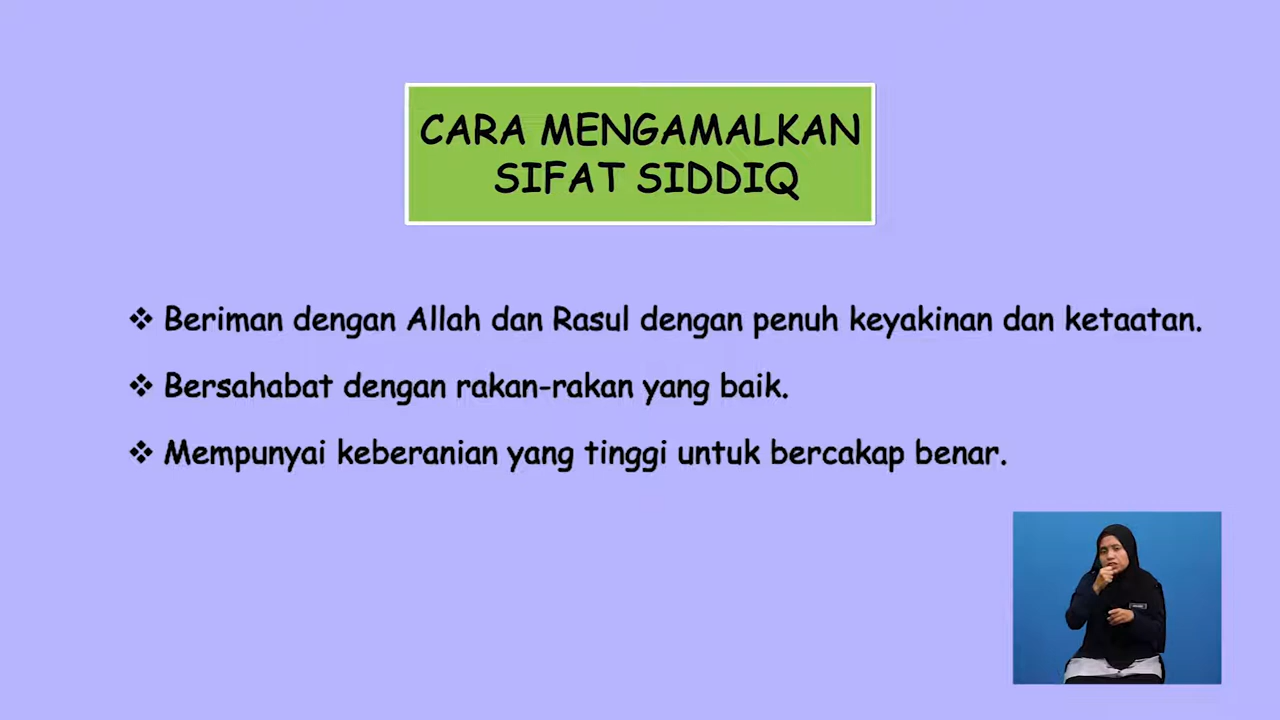 CARA MENGAMALKAN
SIFAT SIDDIQ
❖ Beriman dengan Allah dan Rasul dengan penuh keyakinan dan ketaatan.
❖ Bersahabat dengan rakan-rakan yang baik.
❖ Mempunyai keberanian yang tinggi untuk bercakap benar.